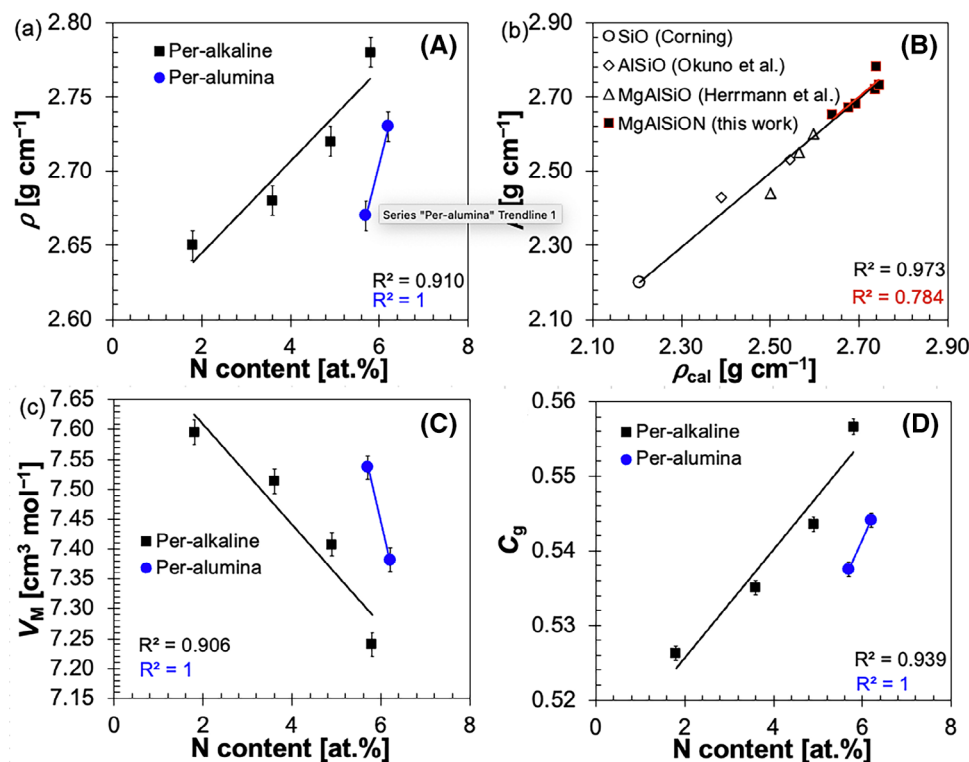 (a)
(A)
Per-alkaline
Per-alumina
2.80
2.75
2.70
2.65
2.60
ρ [g cm⁻³]
Series "Per-alumina" Trendline 1
R² = 0.910
R² = 1
0 2 4 6 8
N content [at.%]
(b)
(B)
SiO (Corning)
AlSiO (Okuno et al.)
MgAlSiO (Herrmann et al.)
MgAlSiON (this work)
2.90
2.70
2.50
2.30
2.10
[g cm⁻³]
R² = 0.973
R² = 0.784
2.10 2.30 2.50 2.70 2.90
ρcal [g cm⁻¹]
(c)
(C)
7.65
7.60
7.55
7.50
7.45
7.40
7.35
7.30
7.25
7.20
7.15
VM [cm³ mol⁻¹]
Per-alkaline
Per-alumina
R² = 0.906
R² = 1
0 2 4 6 8
N content [at.%]
(D)
Per-alkaline
Per-alumina
0.56
0.55
0.54
0.53
0.52
Cg
R² = 0.939
R² = 1
0 2 4 6 8
N content [at.%]